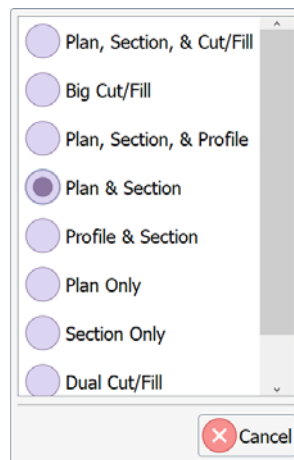 Plan, Section, & Cut/Fill
Big Cut/Fill
Plan, Section, & Profile
Plan & Section
Profile & Section
Plan Only
Section Only
Dual Cut/Fill
Cancel